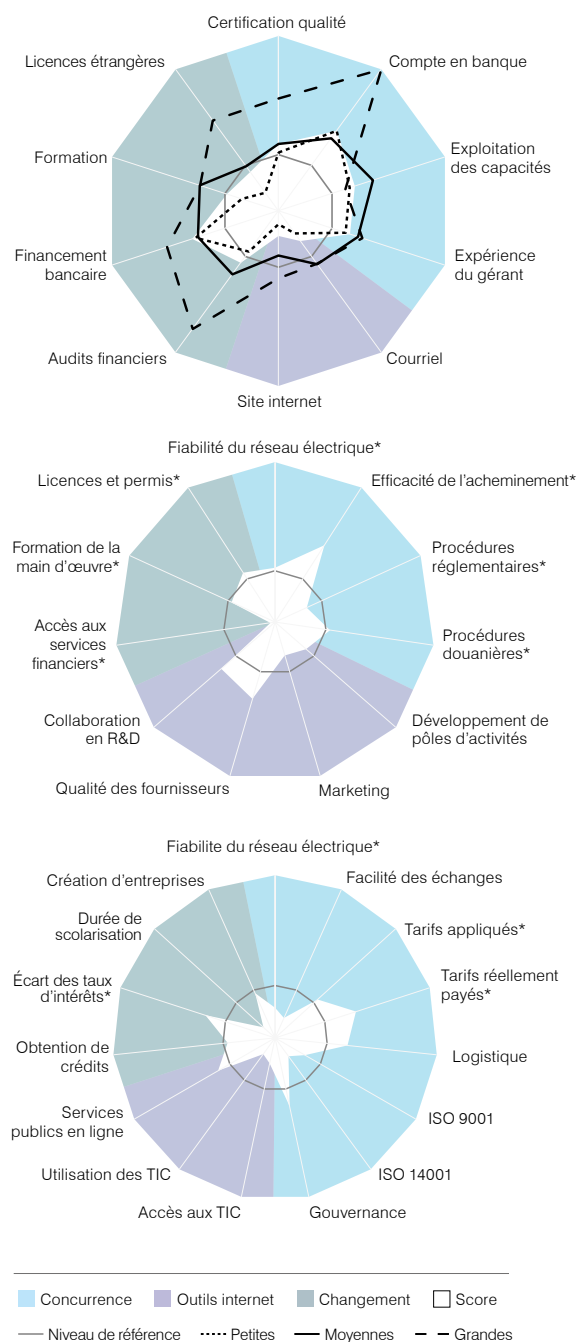 Certification qualité
Licences étrangères
Compte en banque
Formation
Exploitation
des capacités
Financement
bancaire
Expérience
du gérant
Audits financiers
Courriel
Site internet
Fiabilité du réseau électrique*
Licences et permis*
Efficacité de l'acheminement*
Formation de la
main d'œuvre*
Procédures
réglementaires*
Accès aux
services
financiers*
Procédures
douanières*
Collaboration
en R&D
Développement de
pôles d'activités
Qualité des fournisseurs
Marketing
Fiabilite du réseau électrique*
Création d'entreprises
Facilité des échanges
Durée de
scolarisation
Tarifs appliqués*
Écart des taux
d'intérêts*
Tarifs réellement
payés*
Obtention de
crédits
Logistique
Services
publics en ligne
ISO 9001
Utilisation des TIC
ISO 14001
Accès aux TIC
Gouvernance
Concurrence Outils internet Changement Score
Niveau de référence Petites Moyennes Grandes